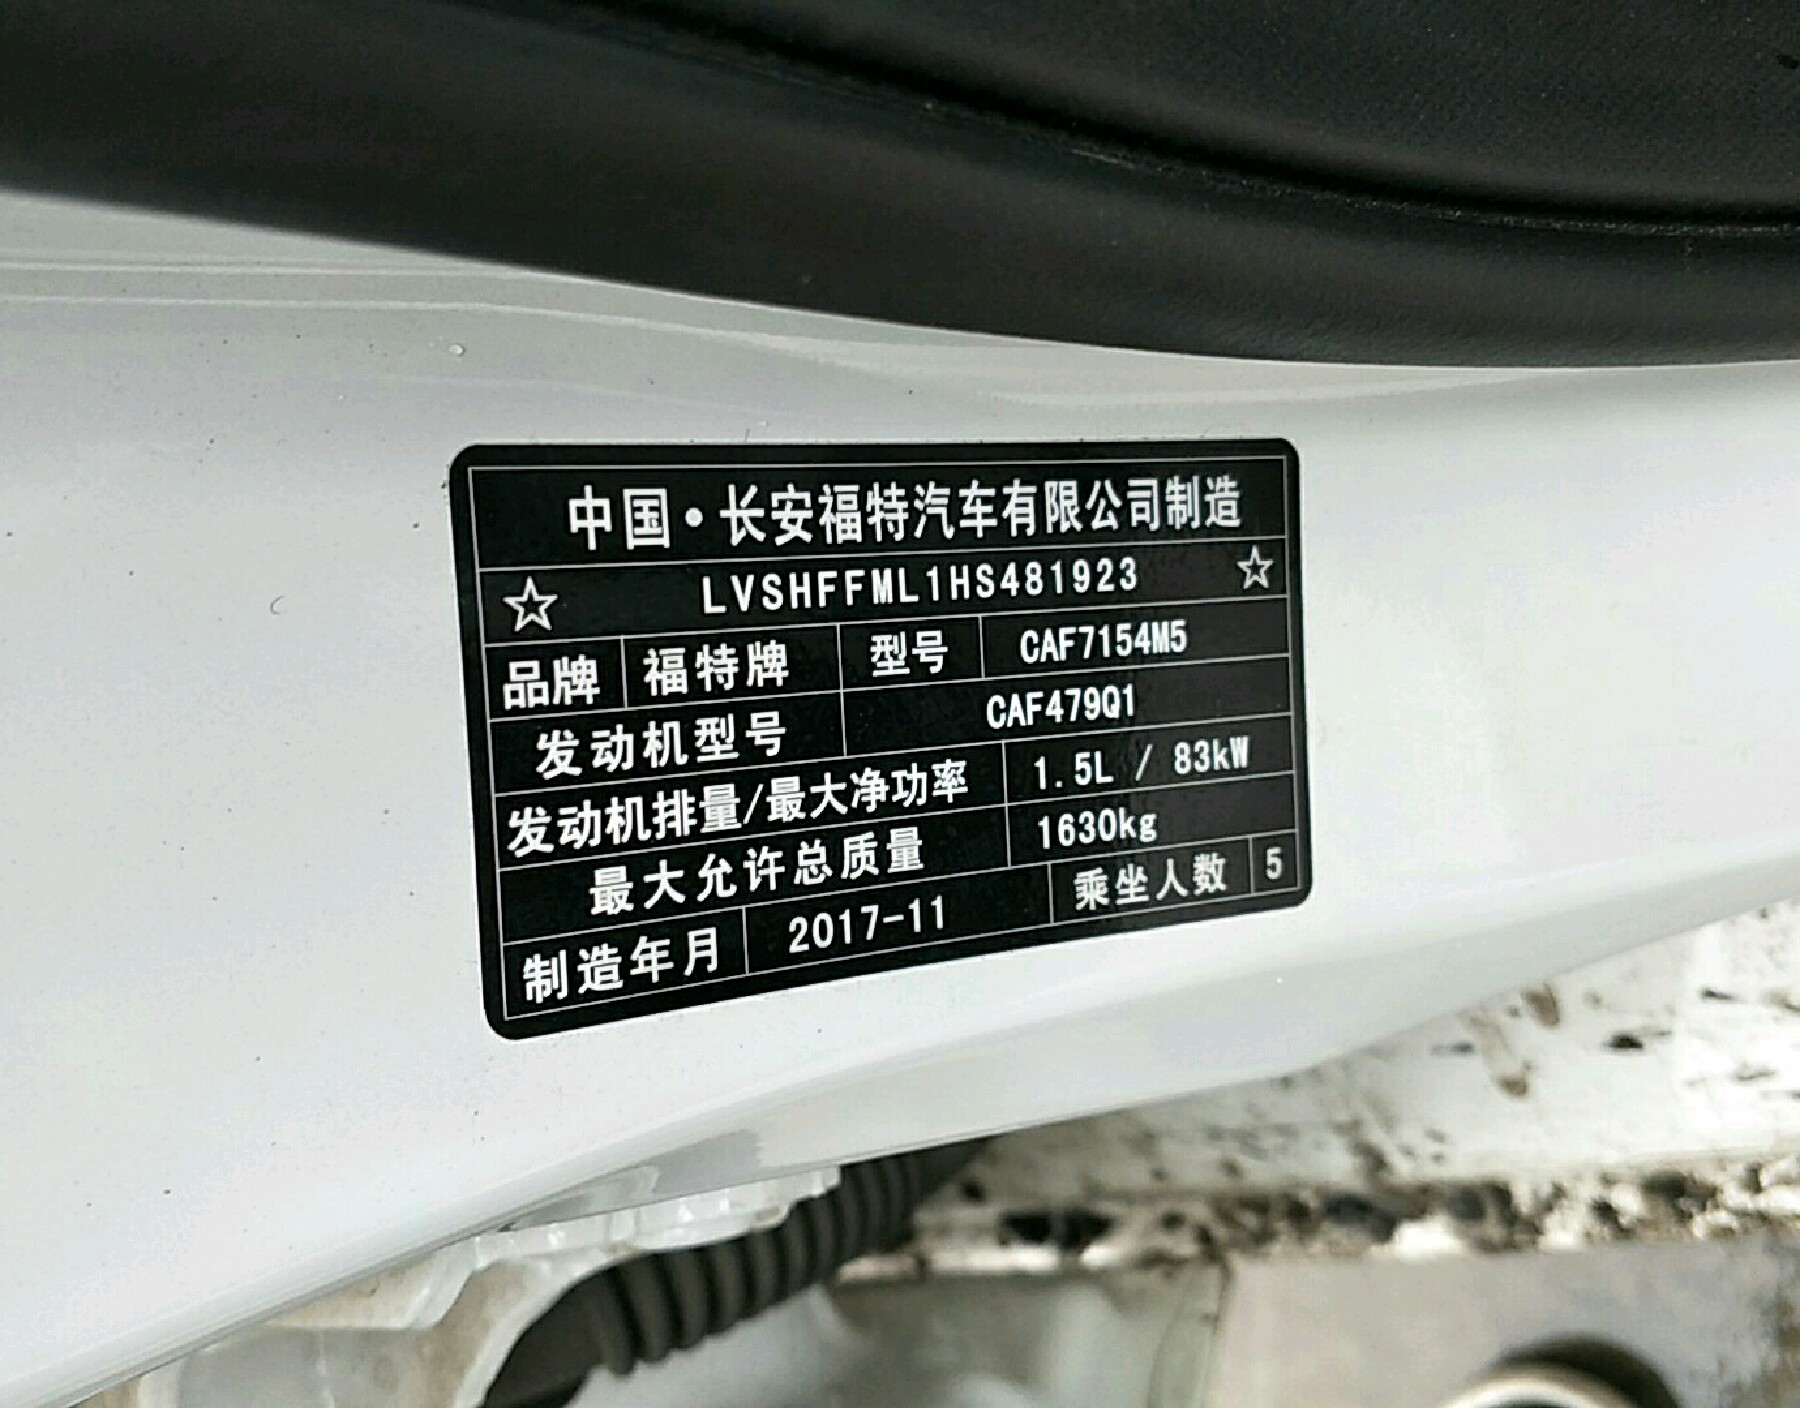 中国·长安福特汽车有限公司制造
☆ LVSHFFML1HS481923 ☆
品牌 福特牌 型号 CAF7154M5
发动机型号 CAF479Q1
发动机排量/最大净功率 1.5L / 83kW
最大允许总质量 1630kg
制造年月 2017-11 乘坐人数 5